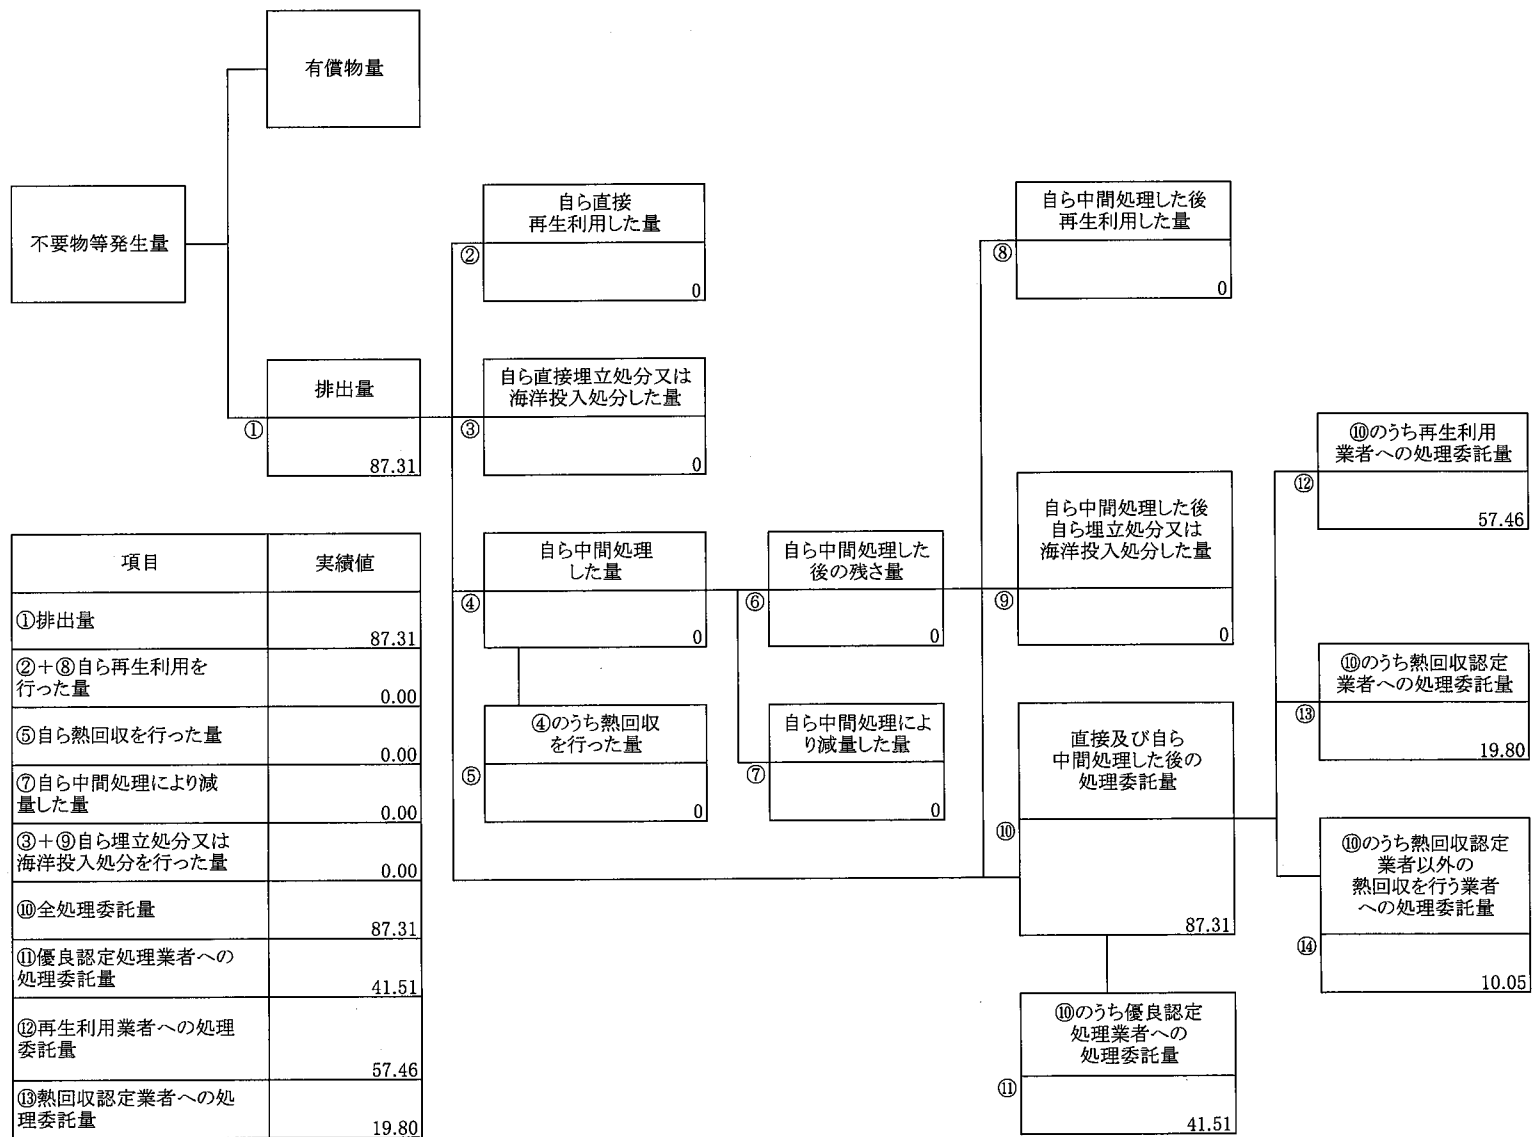 有償物量
不要物等発生量
自ら直接
再生利用した量
②
0
自ら中間処理した後
再生利用した量
⑧
0
排出量
①
87.31
自ら直接埋立処分又は
海洋投入処分した量
③
0
⑩のうち再生利用
業者への処理委託量
⑫
57.46
自ら中間処理
した量
④
0
自ら中間処理した
後の残さ量
⑥
0
自ら中間処理した後
自ら埋立処分又は
海洋投入処分した量
⑨
0
⑩のうち熱回収認定
業者への処理委託量
⑬
19.80
④のうち熱回収
を行った量
⑤
0
自ら中間処理によ
り減量した量
⑦
0
直接及び自ら
中間処理した後の
処理委託量
⑩
87.31
⑩のうち熱回収認定
業者以外の
熱回収を行う業者
への処理委託量
⑭
10.05
⑩のうち優良認定
処理業者への
処理委託量
⑪
41.51
項目 実績値
①排出量 87.31
②+⑧自ら再生利用を
行った量 0.00
⑤自ら熱回収を行った量 0.00
⑦自ら中間処理により減
量した量 0.00
③+⑨自ら埋立処分又は
海洋投入処分を行った量 0.00
⑩全処理委託量 87.31
⑪優良認定処理業者への
処理委託量 41.51
⑫再生利用業者への処理
委託量 57.46
⑬熱回収認定業者への処
理委託量 19.80